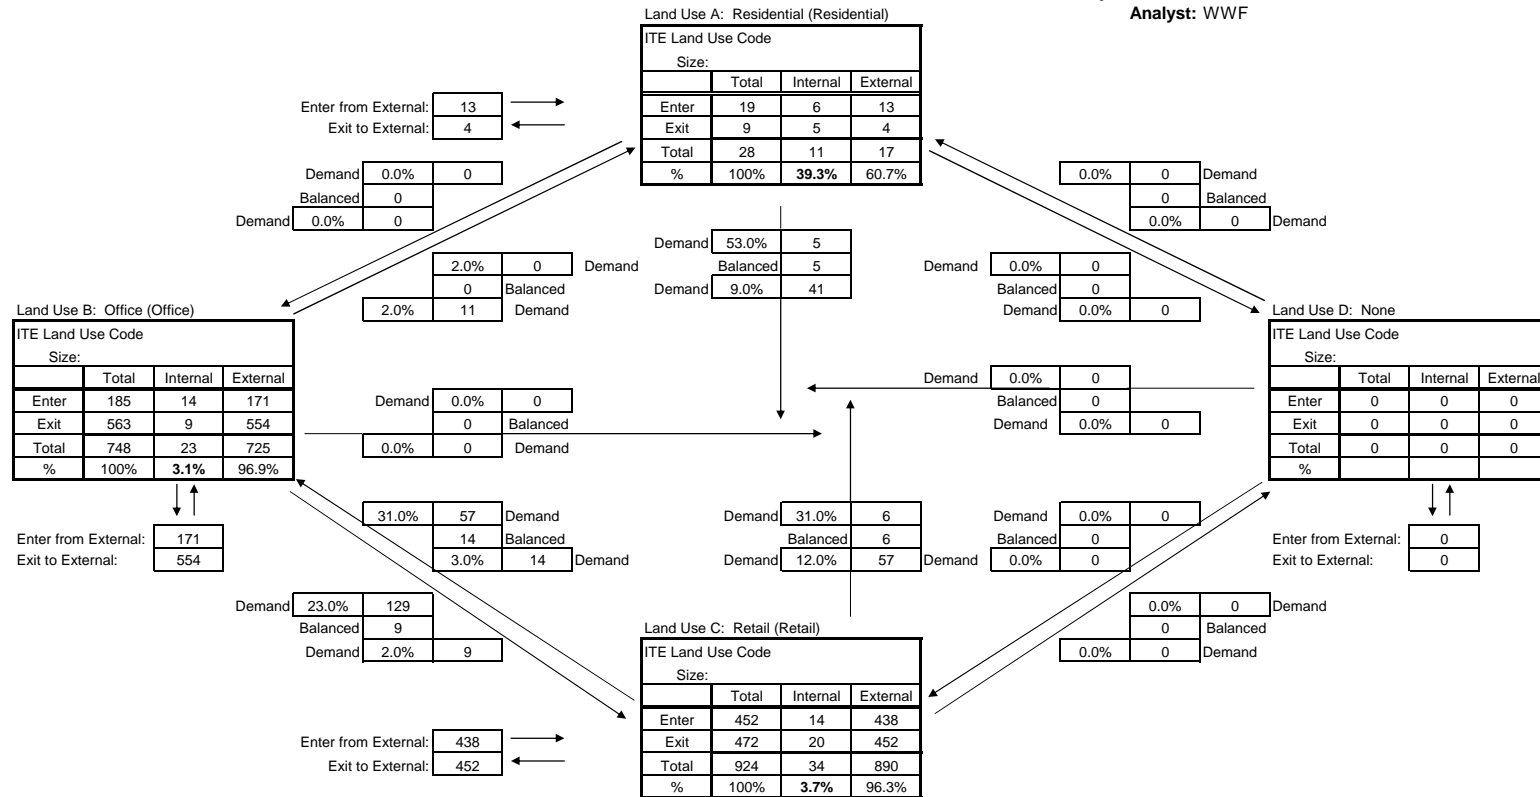 Analyst: WWF
Land Use A: Residential (Residential)
ITE Land Use Code
Size:
Total Internal External
Enter 19 6 13
Exit 9 5 4
Total 28 11 17
% 100% 39.3% 60.7%
Enter from External: 13
Exit to External: 4
Demand 0.0% 0
Balanced 0
Demand 0.0% 0
0.0% 0 Demand
0 Balanced
0.0% 0 Demand
2.0% 0 Demand
0 Balanced
2.0% 11 Demand
Demand 53.0% 5
Balanced 5
Demand 9.0% 41
Demand 0.0% 0
Balanced 0
Demand 0.0% 0
Land Use B: Office (Office)
ITE Land Use Code
Size:
Total Internal External
Enter 185 14 171
Exit 563 9 554
Total 748 23 725
% 100% 3.1% 96.9%
Enter from External: 171
Exit to External: 554
Demand 0.0% 0
0 Balanced
0.0% 0 Demand
Demand 0.0% 0
Balanced 0
Demand 0.0% 0
Land Use D: None
ITE Land Use Code
Size:
Total Internal External
Enter 0 0 0
Exit 0 0 0
Total 0 0 0
%
Enter from External: 0
Exit to External: 0
31.0% 57 Demand
14 Balanced
3.0% 14 Demand
Demand 31.0% 6
Balanced 6
Demand 12.0% 57
Demand 0.0% 0
Balanced 0
Demand 0.0% 0
Demand 23.0% 129
Balanced 9
Demand 2.0% 9
0.0% 0 Demand
0 Balanced
0.0% 0 Demand
Land Use C: Retail (Retail)
ITE Land Use Code
Size:
Total Internal External
Enter 452 14 438
Exit 472 20 452
Total 924 34 890
% 100% 3.7% 96.3%
Enter from External: 438
Exit to External: 452